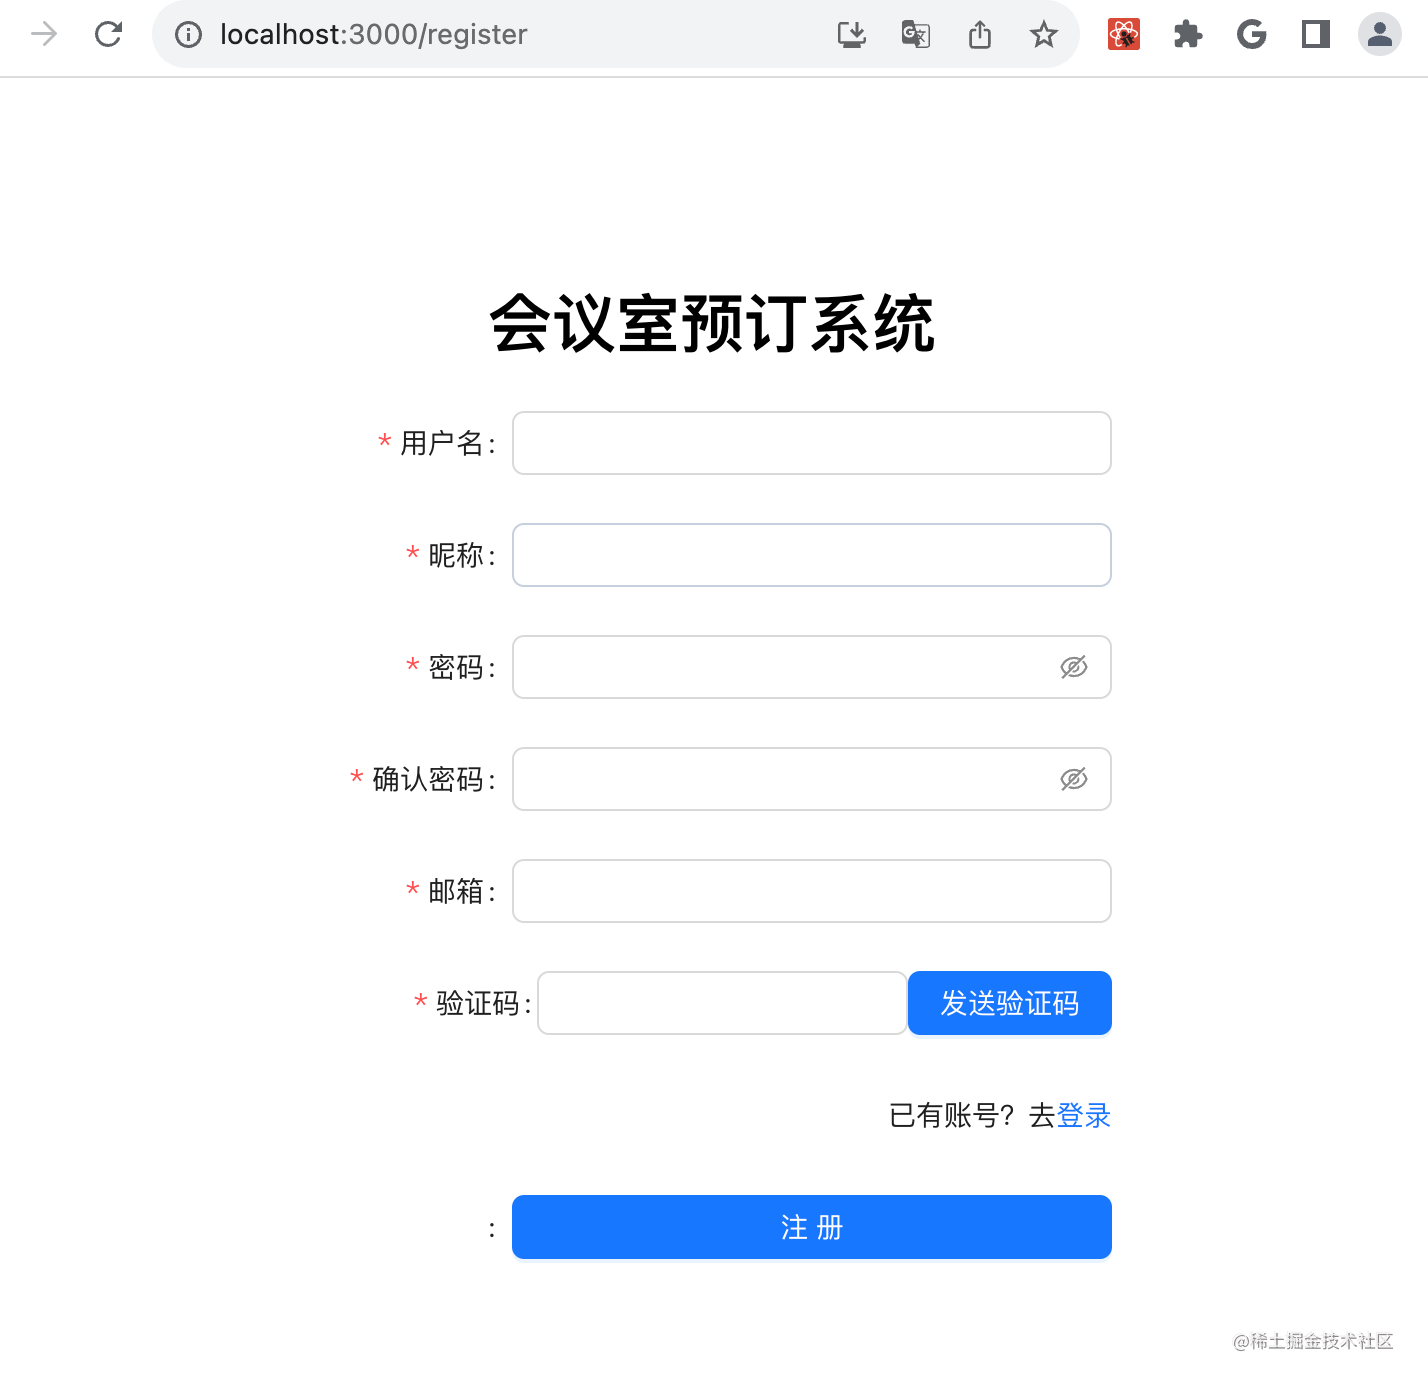 localhost:3000/register
会议室预订系统
* 用户名:
* 昵称:
* 密码:
* 确认密码:
* 邮箱:
* 验证码: 发送验证码
已有账号? 去登录
: 注 册
@稀土掘金技术社区